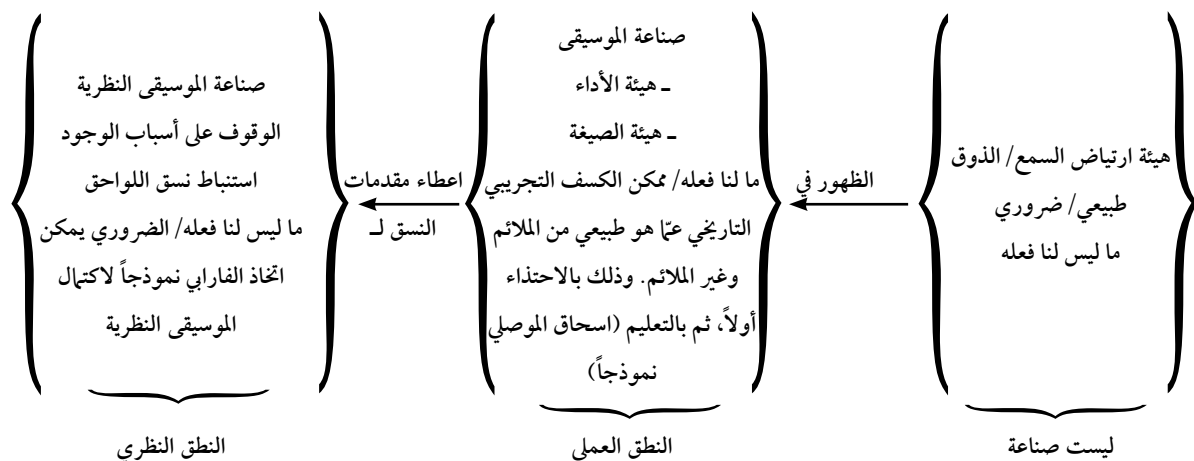 هيئة ارتياض السمع/ الذوق
طبيعي/ ضروري
ما ليس لنا فعله
ليست صناعة
الظهور في
صناعة الموسيقى
ـ هيئة الأداء
ـ هيئة الصيغة
ما لنا فعله/ ممكن الكسف التجريبي
التاريخي عمّا هو طبيعي من الملائم
وغير الملائم. وذلك بالاحتذاء
أولاً، ثم بالتعليم (اسحاق الموصلي
نموذجاً)
النطق العملي
اعطاء مقدمات
النسق لـ
صناعة الموسيقى النظرية
الوقوف على أسباب الوجود
استنباط نسق اللواحق
ما ليس لنا فعله/ الضروري يمكن
اتخاذ الفارابي نموذجاً لاكتمال
الموسيقى النظرية
النطق النظري